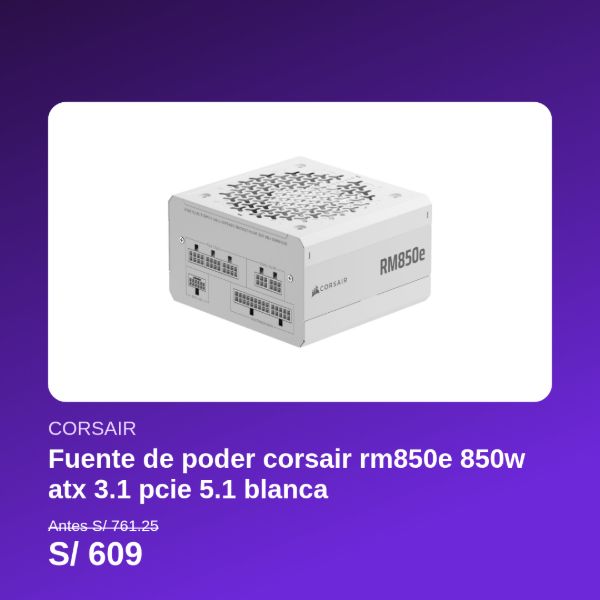 RM850e
CORSAIR
CORSAIR
Fuente de poder corsair rm850e 850w
atx 3.1 pcie 5.1 blanca
Antes S/ 761.25
S/ 609